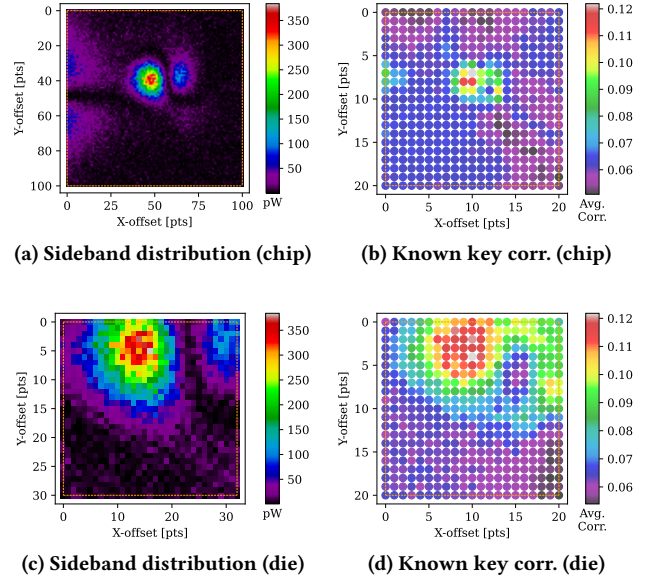 0
20
40
60
80
100
Y-offset [pts]
0 25 50 75 100
X-offset [pts]
350
300
250
200
150
100
50
pW
(a) Sideband distribution (chip)
0
5
10
15
20
Y-offset [pts]
0 5 10 15 20
X-offset [pts]
0.12
0.11
0.10
0.09
0.08
0.07
0.06
Avg.
Corr.
(b) Known key corr. (chip)
0
5
10
15
20
25
30
Y-offset [pts]
0 10 20 30
X-offset [pts]
350
300
250
200
150
100
50
pW
(c) Sideband distribution (die)
0
5
10
15
20
Y-offset [pts]
0 5 10 15 20
X-offset [pts]
0.12
0.11
0.10
0.09
0.08
0.07
0.06
Avg.
Corr.
(d) Known key corr. (die)